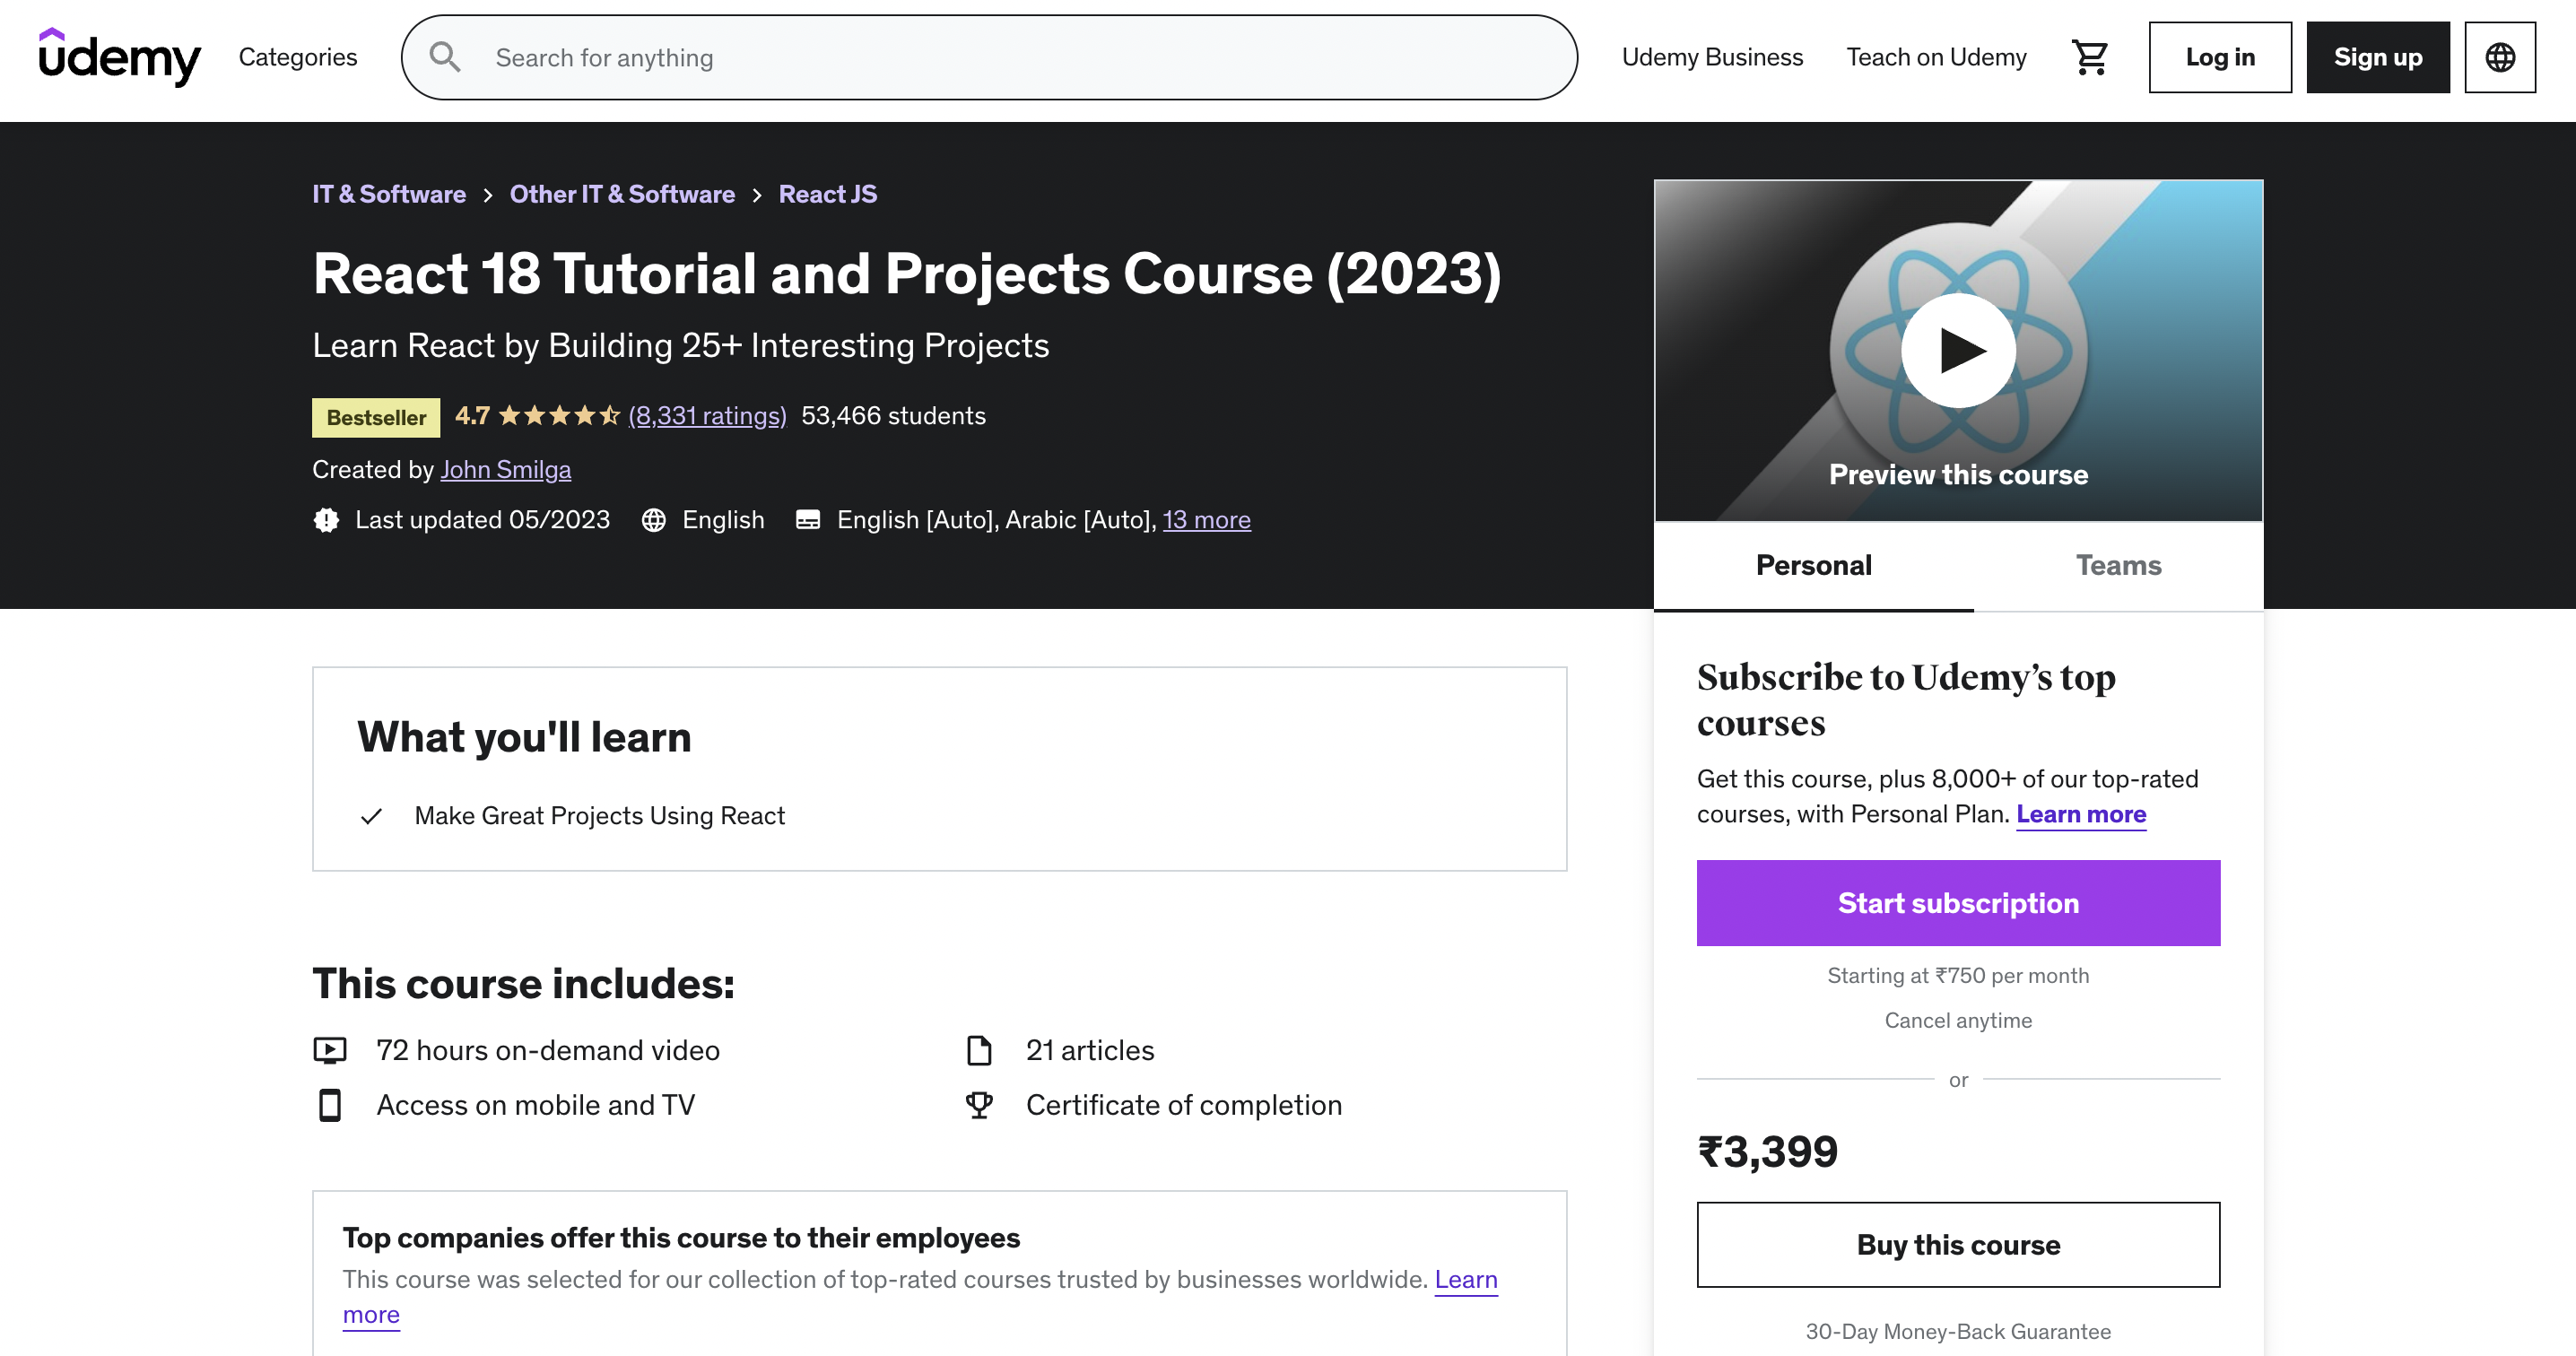 udemy
Categories
Search for anything
Udemy Business
Teach on Udemy
Log in
Sign up
IT & Software > Other IT & Software > React JS
React 18 Tutorial and Projects Course (2023)
Learn React by Building 25+ Interesting Projects
Bestseller 4.7 (8,331 ratings) 53,466 students
Created by John Smilga
Last updated 05/2023 English English [Auto], Arabic [Auto], 13 more
Preview this course
Personal Teams
What you'll learn
Make Great Projects Using React
This course includes:
72 hours on-demand video
21 articles
Access on mobile and TV
Certificate of completion
Top companies offer this course to their employees
This course was selected for our collection of top-rated courses trusted by businesses worldwide. Learn
more
Subscribe to Udemy’s top
courses
Get this course, plus 8,000+ of our top-rated
courses, with Personal Plan. Learn more
Start subscription
Starting at ₹750 per month
Cancel anytime
or
₹3,399
Buy this course
30-Day Money-Back Guarantee